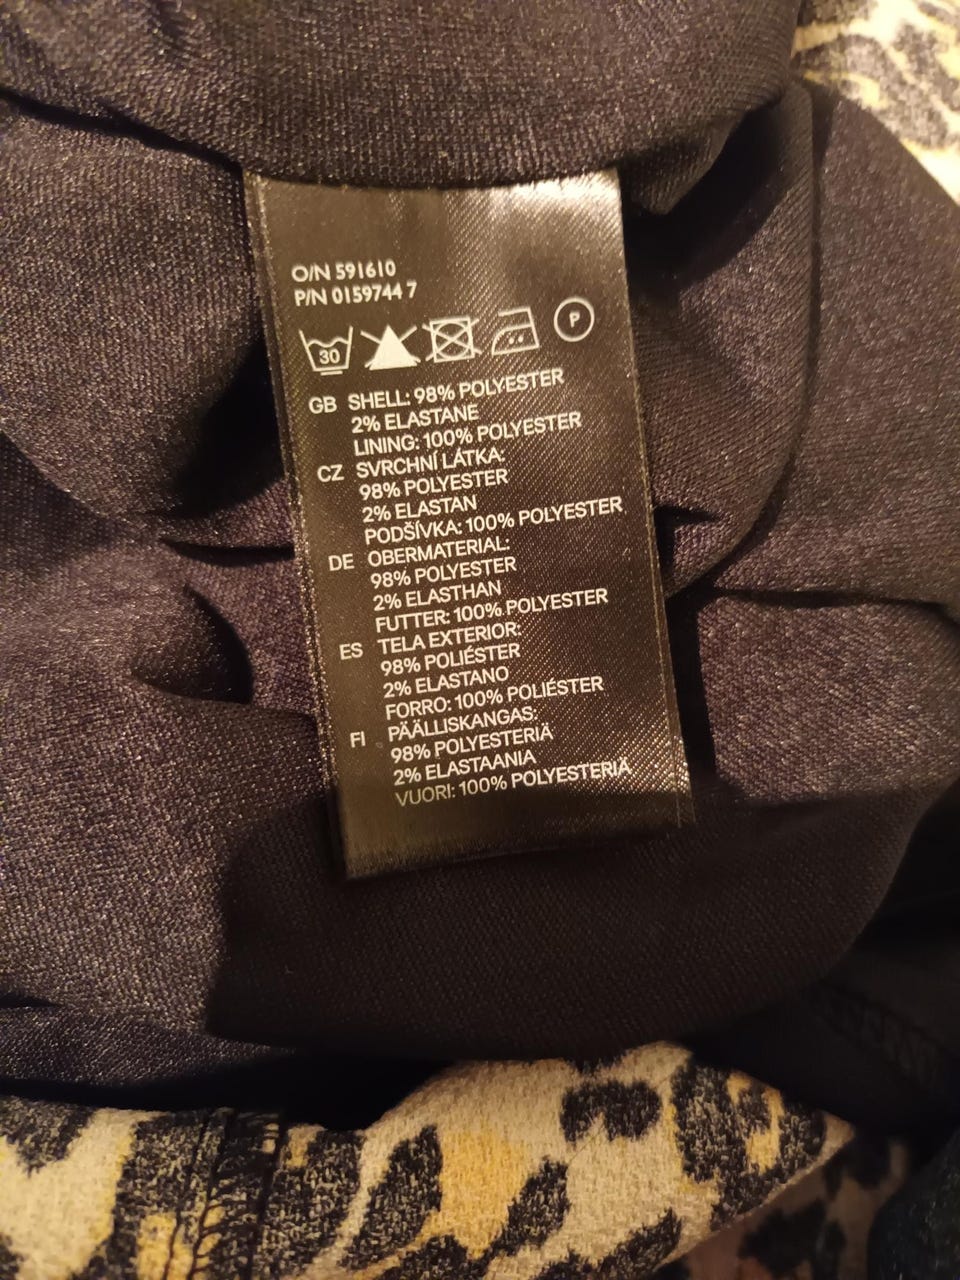 O/N 591610
P/N 0159744 7
30 P
GB SHELL: 98% POLYESTER
2% ELASTANE
LINING: 100% POLYESTER
CZ SVRCHNÍ LÁTKA:
98% POLYESTER
2% ELASTAN
PODŠÍVKA: 100% POLYESTER
DE OBERMATERIAL:
98% POLYESTER
2% ELASTHAN
FUTTER: 100% POLYESTER
ES TELA EXTERIOR:
98% POLIÉSTER
2% ELASTANO
FORRO: 100% POLIÉSTER
FI PÄÄLLISKANGAS:
98% POLYESTERIÄ
2% ELASTAANIA
VUORI: 100% POLYESTERIÄ